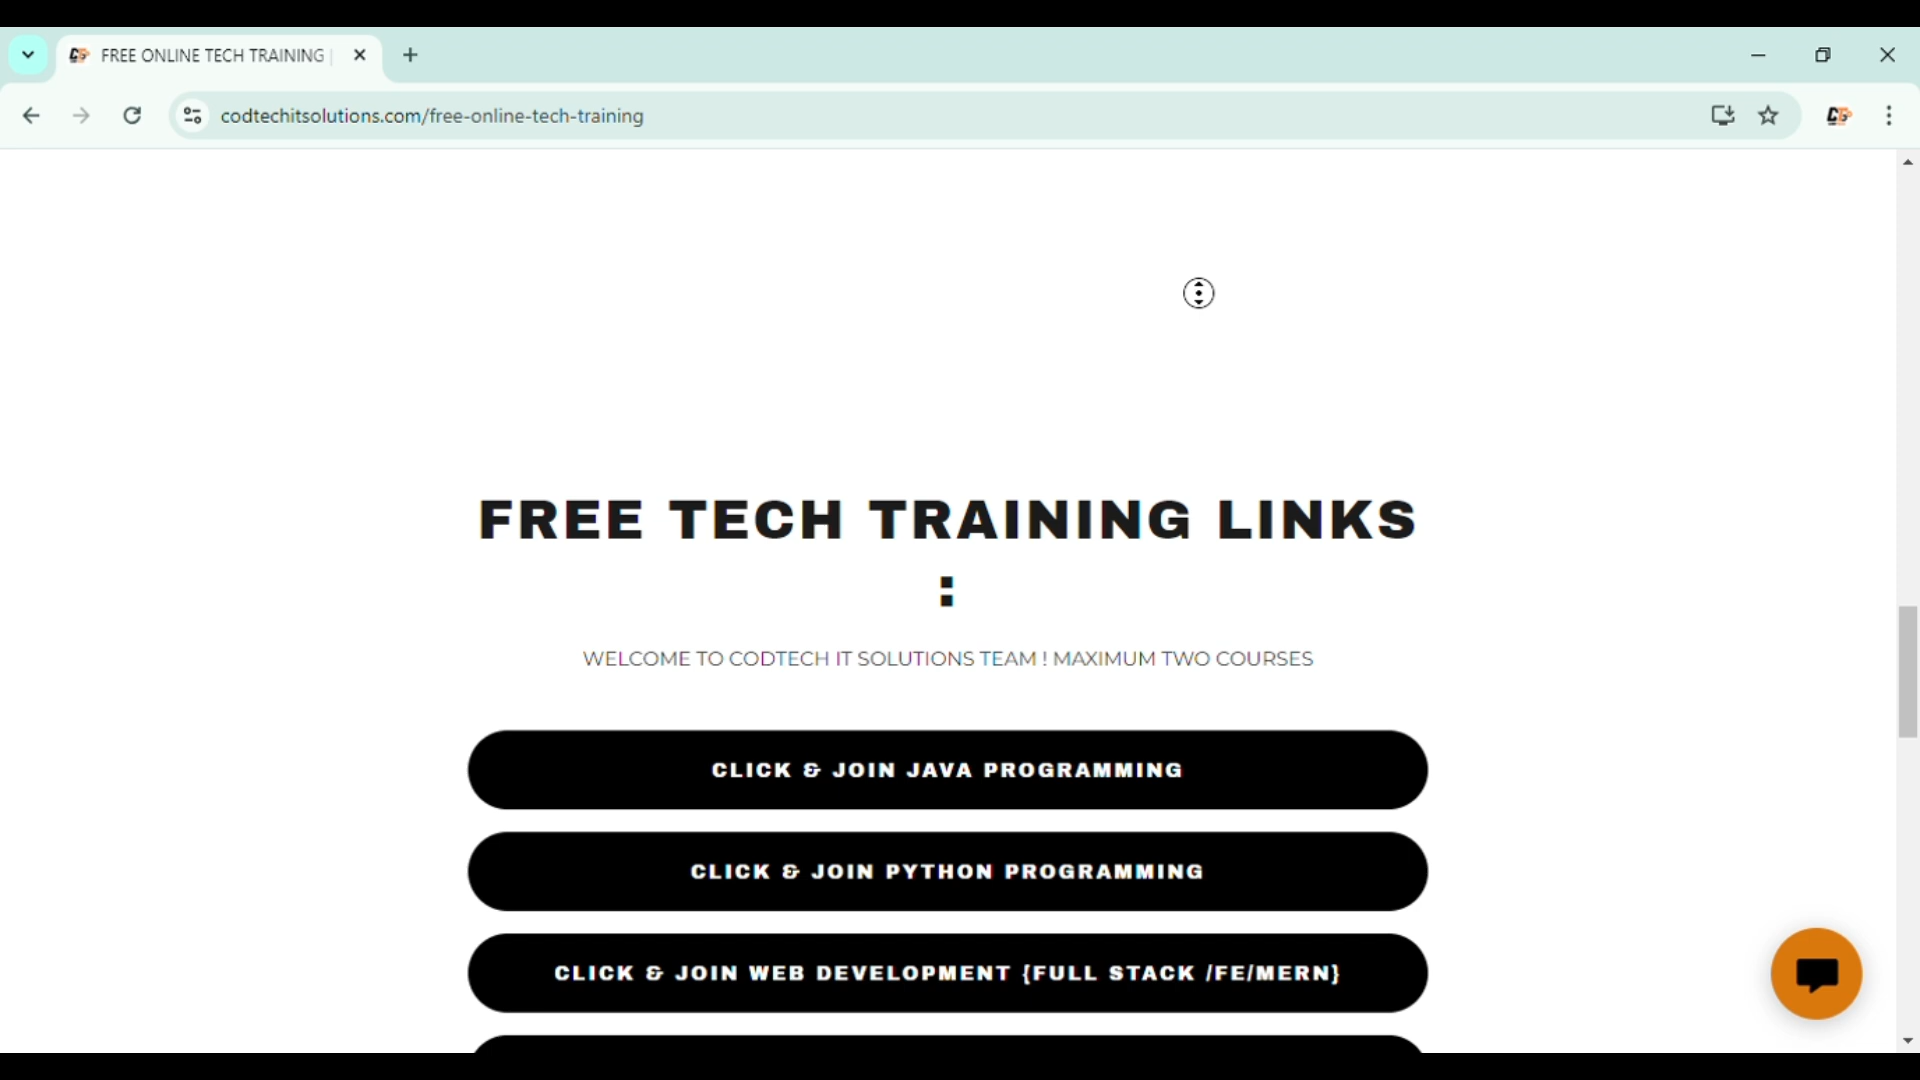 FREE ONLINE TECH TRAINING
codtechitsolutions.com/free-online-tech-training
FREE TECH TRAINING LINKS
:
WELCOME TO CODTECH IT SOLUTIONS TEAM ! MAXIMUM TWO COURSES
CLICK & JOIN JAVA PROGRAMMING
CLICK & JOIN PYTHON PROGRAMMING
CLICK & JOIN WEB DEVELOPMENT {FULL STACK /FE/MERN}